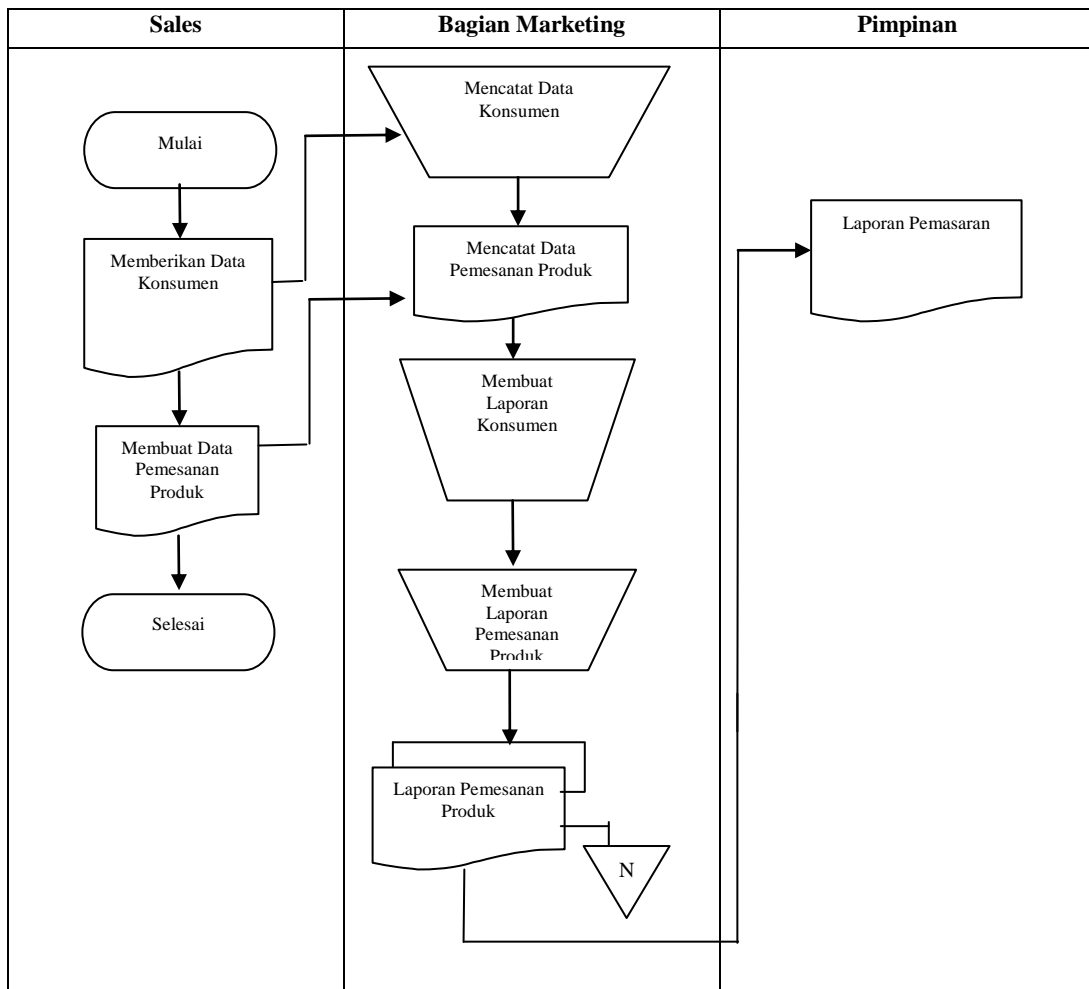 Sales
Bagian Marketing
Pimpinan
Mulai
Memberikan Data
Konsumen
Membuat Data
Pemesanan
Produk
Selesai
Mencatat Data
Konsumen
Mencatat Data
Pemesanan Produk
Membuat
Laporan
Konsumen
Membuat
Laporan
Pemesanan
Produk
Laporan Pemesanan
Produk
N
Laporan Pemasaran